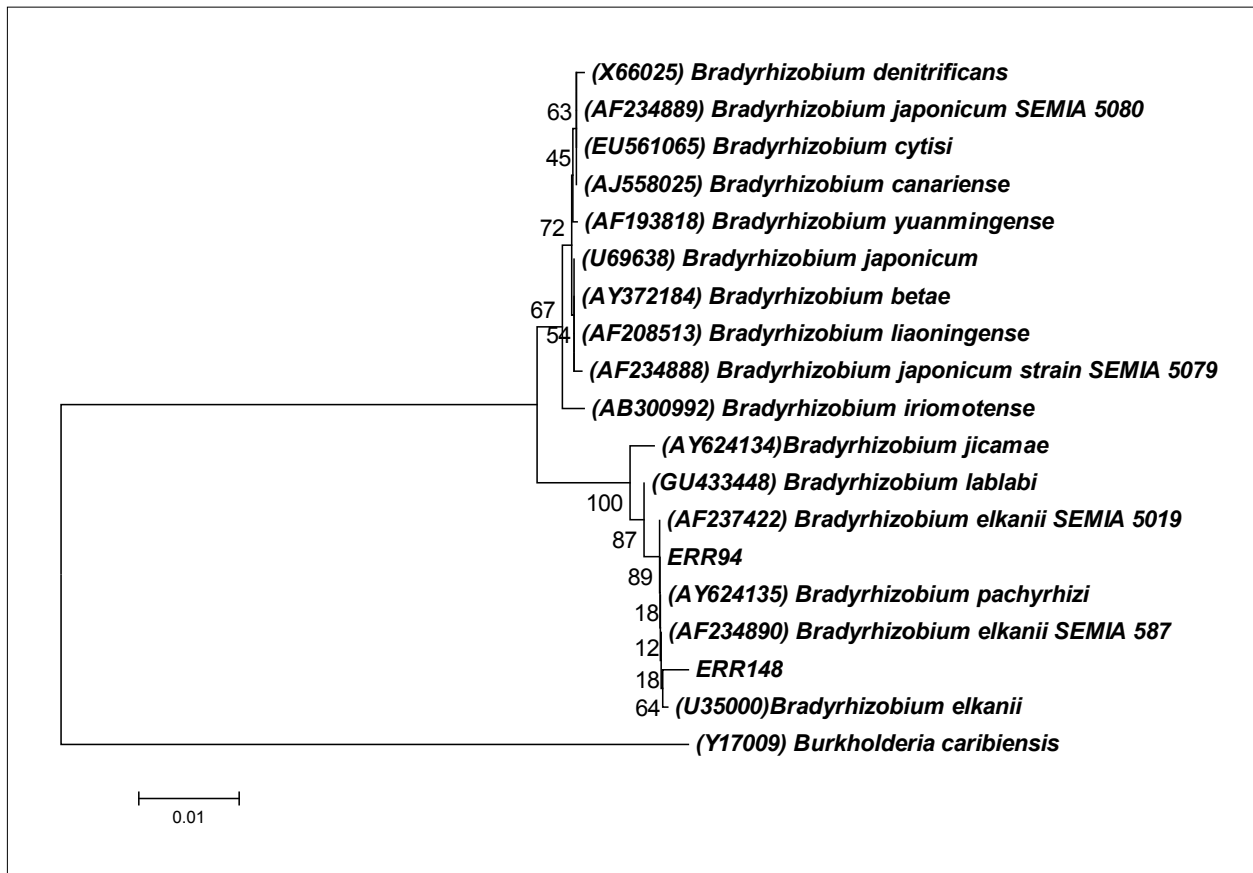 (X66025) Bradyrhizobium denitrificans
63
(AF234889) Bradyrhizobium japonicum SEMIA 5080
(EU561065) Bradyrhizobium cytisi
45
(AJ558025) Bradyrhizobium canariense
(AF193818) Bradyrhizobium yuanmingense
72
(U69638) Bradyrhizobium japonicum
(AY372184) Bradyrhizobium betae
67
(AF208513) Bradyrhizobium liaoningense
54
(AF234888) Bradyrhizobium japonicum strain SEMIA 5079
(AB300992) Bradyrhizobium iriomotense
(AY624134)Bradyrhizobium jicamae
(GU433448) Bradyrhizobium lablabi
100
(AF237422) Bradyrhizobium elkanii SEMIA 5019
87
ERR94
89
(AY624135) Bradyrhizobium pachyrhizi
18
(AF234890) Bradyrhizobium elkanii SEMIA 587
12
ERR148
18
(U35000)Bradyrhizobium elkanii
64
(Y17009) Burkholderia caribiensis
0.01